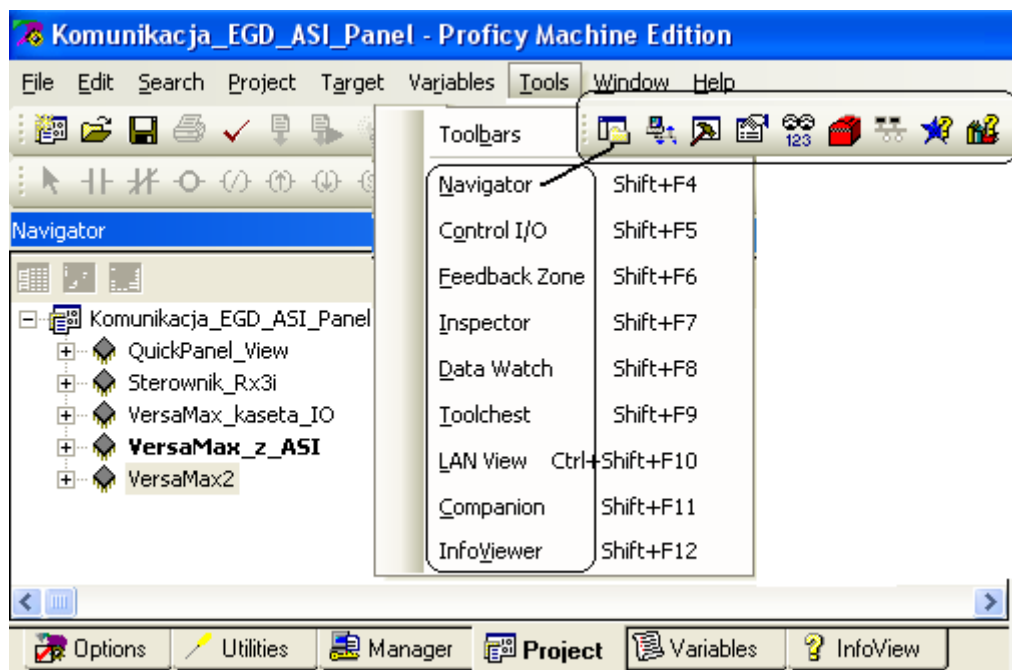 Komunikacja_EGD_ASI_Panel - Proficy Machine Edition
File Edit Search Project Target Variables Tools Window Help
Toolbars
123
Navigator Shift+F4
Control I/O Shift+F5
Feedback Zone Shift+F6
Inspector Shift+F7
Data Watch Shift+F8
Toolchest Shift+F9
LAN View Ctrl+Shift+F10
Companion Shift+F11
InfoViewer Shift+F12
Navigator
Komunikacja_EGD_ASI_Panel
QuickPanel_View
Sterownik_Rx3i
VersaMax_kaseta_IO
VersaMax_z_ASI
VersaMax2
Options Utilities Manager Project Variables InfoView